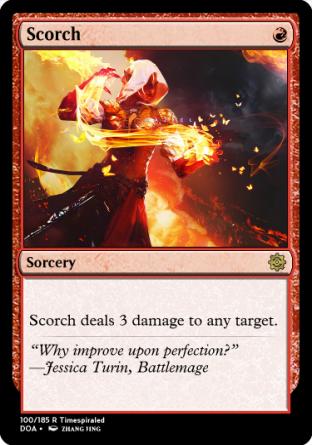 Scorch
Sorcery
Scorch deals 3 damage to any target.
“Why improve upon perfection?”
—Jessica Turin, Battlemage
100/185 R Timespiraled
DOA • ZHANG JING